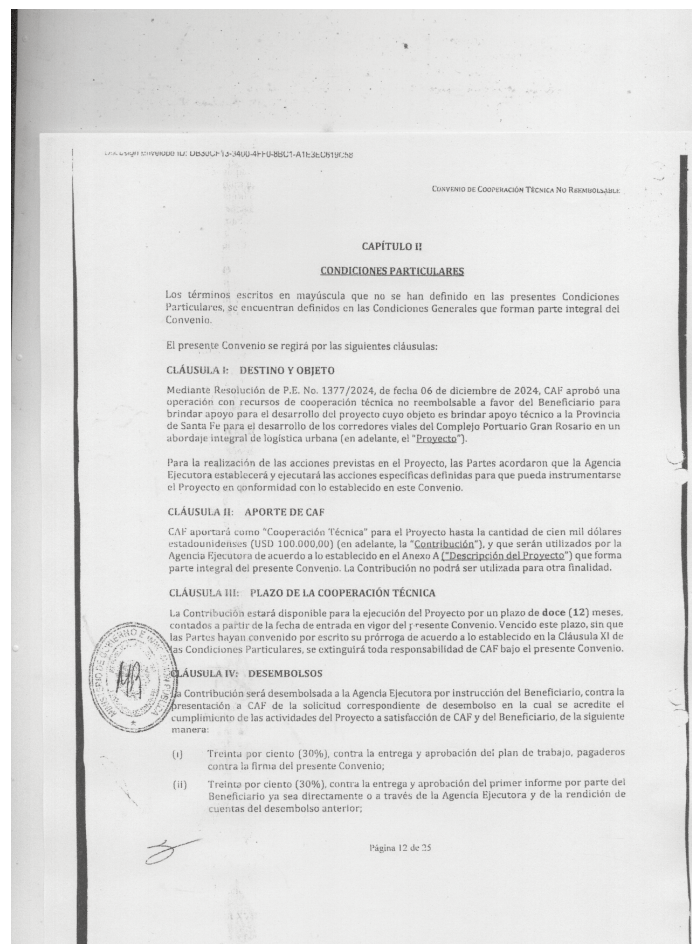 CONVENIO DE COOPERACIÓN TÉCNICA NO REEMBOLSABLE
CAPÍTULO II
CONDICIONES PARTICULARES
Los términos escritos en mayúscula que no se han definido en las presentes Condiciones
Particulares, se encuentran definidos en las Condiciones Generales que forman parte integral del
Convenio.
El presente Convenio se regirá por las siguientes cláusulas:
CLÁUSULA I: DESTINO Y OBJETO
Mediante Resolución de P.E. No. 1377/2024, de fecha 06 de diciembre de 2024, CAF aprobó una
operación con recursos de cooperación técnica no reembolsable a favor del Beneficiario para
brindar apoyo para el desarrollo del proyecto cuyo objeto es brindar apoyo técnico a la Provincia
de Santa Fe para el desarrollo de los corredores viales del Complejo Portuario Gran Rosario en un
abordaje integral de logística urbana (en adelante, el "Proyecto").
Para la realización de las acciones previstas en el Proyecto, las Partes acordaron que la Agencia
Ejecutora establecerá y ejecutará las acciones específicas definidas para que pueda instrumentarse
el Proyecto en conformidad con lo establecido en este Convenio.
CLÁUSULA II: APORTE DE CAF
CAF aportará como "Cooperación Técnica" para el Proyecto hasta la cantidad de cien mil dólares
estadounidenses (USD 100.000,00) (en adelante, la "Contribución"), y que serán utilizados por la
Agencia Ejecutora de acuerdo a lo establecido en el Anexo A ("Descripción del Proyecto") que forma
parte integral del presente Convenio. La Contribución no podrá ser utilizada para otra finalidad.
CLÁUSULA III: PLAZO DE LA COOPERACIÓN TÉCNICA
La Contribución estará disponible para la ejecución del Proyecto por un plazo de doce (12) meses,
contados a partir de la fecha de entrada en vigor del presente Convenio. Vencido este plazo, sin que
las Partes hayan convenido por escrito su prórroga de acuerdo a lo establecido en la Cláusula XI de
las Condiciones Particulares, se extinguirá toda responsabilidad de CAF bajo el presente Convenio.
CLÁUSULA IV: DESEMBOLSOS
La Contribución será desembolsada a la Agencia Ejecutora por instrucción del Beneficiario, contra la
presentación a CAF de la solicitud correspondiente de desembolso en la cual se acredite el
cumplimiento de las actividades del Proyecto a satisfacción de CAF y del Beneficiario, de la siguiente
manera:
(i) Treinta por ciento (30%), contra la entrega y aprobación del plan de trabajo, pagaderos
contra la firma del presente Convenio;
(ii) Treinta por ciento (30%), contra la entrega y aprobación del primer informe por parte del
Beneficiario ya sea directamente o a través de la Agencia Ejecutora y de la rendición de
cuentas del desembolso anterior;
Página 12 de 25